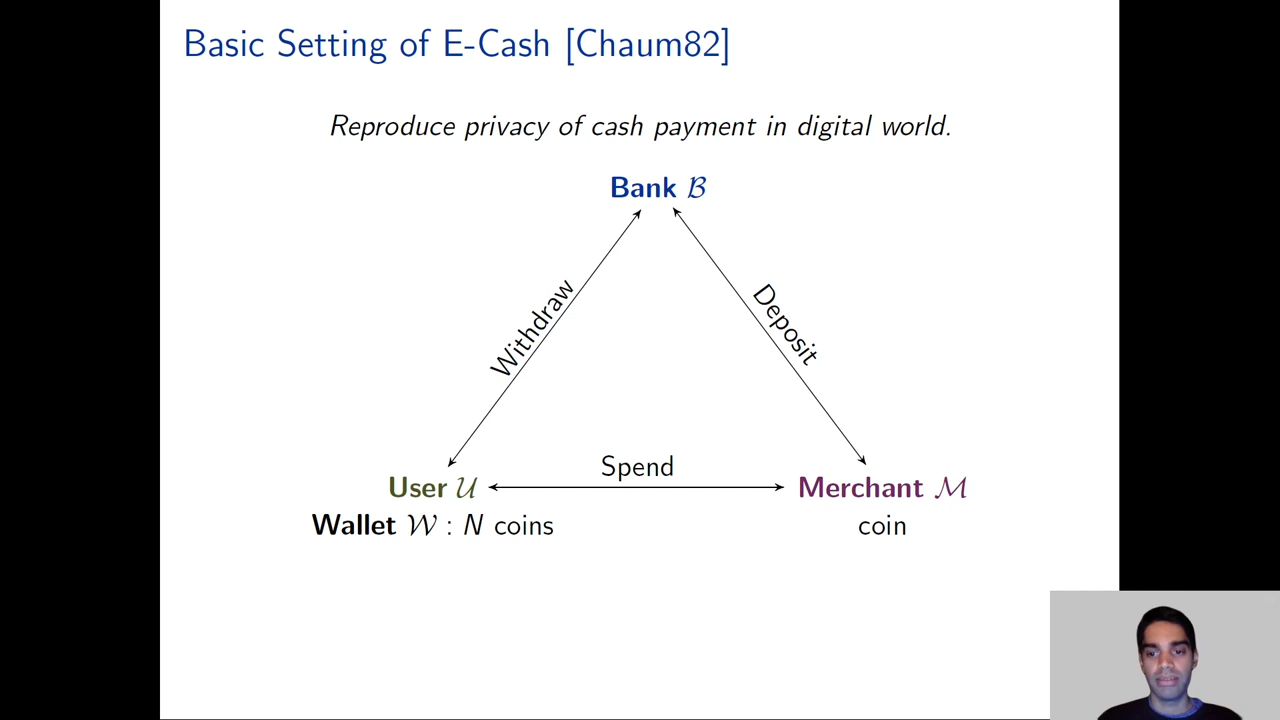 Basic Setting of E-Cash [Chaum82]
Reproduce privacy of cash payment in digital world.
Bank 𝓑
Withdraw
Deposit
Spend
User 𝓤
Merchant 𝓜
Wallet 𝓦 : N coins
coin